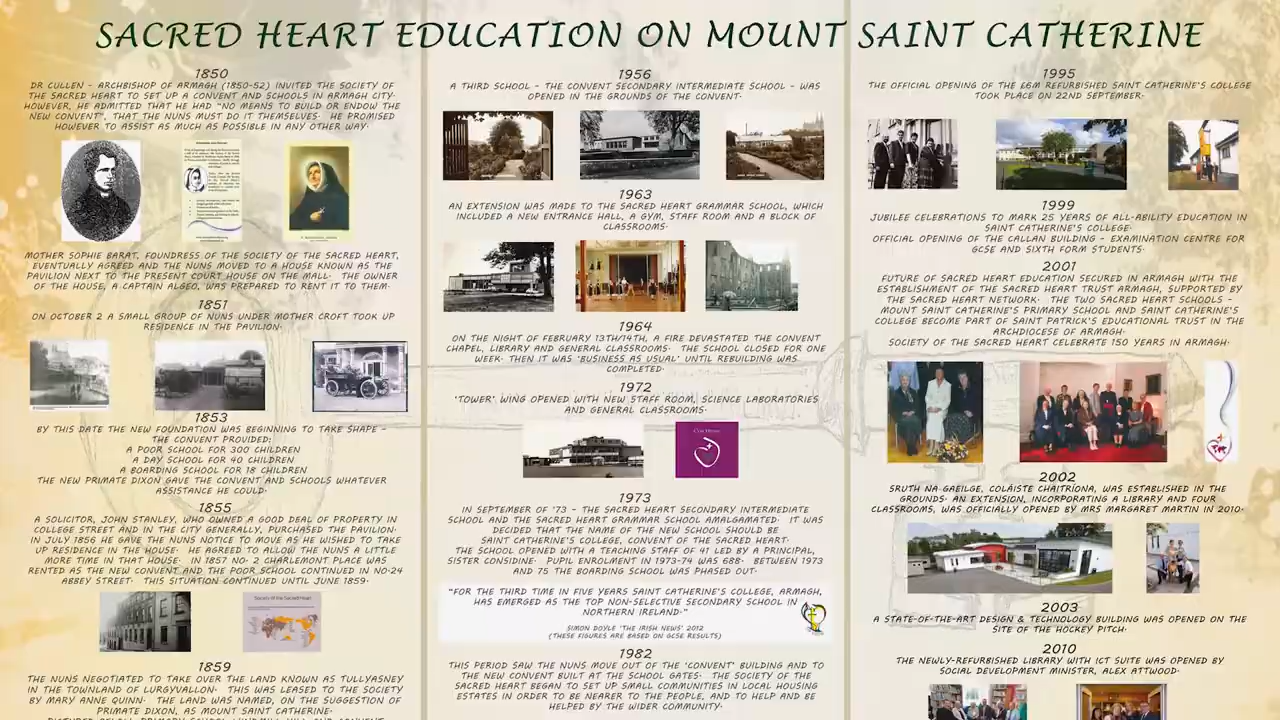 SACRED HEART EDUCATION ON MOUNT SAINT CATHERINE
1850
DR CULLEN - ARCHBISHOP OF ARMAGH (1850-52) INVITED THE SOCIETY OF
THE SACRED HEART TO SET UP A CONVENT AND SCHOOLS IN ARMAGH CITY.
HOWEVER, HE ADMITTED THAT HE HAD "NO MEANS TO BUILD OR ENDOW THE
NEW CONVENT", THAT THE NUNS MUST DO IT THEMSELVES. HE PROMISED
HOWEVER TO ASSIST AS MUCH AS POSSIBLE IN ANY OTHER WAY.
MOTHER SOPHIE BARAT, FOUNDRESS OF THE SOCIETY OF THE SACRED HEART,
EVENTUALLY AGREED AND THE NUNS MOVED TO A HOUSE KNOWN AS THE
PAVILION NEXT TO THE PRESENT COURT HOUSE ON THE MALL. THE OWNER
OF THE HOUSE, A CAPTAIN ALGEO, WAS PREPARED TO RENT IT TO THEM.
1851
ON OCTOBER 2 A SMALL GROUP OF NUNS UNDER MOTHER CROFT TOOK UP
RESIDENCE IN THE PAVILION.
1853
BY THIS DATE THE NEW FOUNDATION WAS BEGINNING TO TAKE SHAPE -
THE CONVENT PROVIDED:
A POOR SCHOOL FOR 300 CHILDREN
A DAY SCHOOL FOR 40 CHILDREN
A BOARDING SCHOOL FOR 18 CHILDREN
THE NEW PRIMATE DIXON GAVE THE CONVENT AND SCHOOLS WHATEVER
ASSISTANCE HE COULD.
1855
A SOLICITOR, JOHN STANLEY, WHO OWNED A GOOD DEAL OF PROPERTY IN
COLLEGE STREET AND IN THE CITY GENERALLY, PURCHASED THE PAVILION.
IN JULY 1856 HE GAVE THE NUNS NOTICE TO MOVE AS HE WISHED TO TAKE
UP RESIDENCE IN THE HOUSE. HE AGREED TO ALLOW THE NUNS A LITTLE
MORE TIME IN THAT HOUSE. IN 1857 NO. 2 CHARLEMONT PLACE WAS
RENTED AS THE NEW CONVENT AND THE POOR SCHOOL CONTINUED IN NO.24
ABBEY STREET. THIS SITUATION CONTINUED UNTIL JUNE 1859.
Society of the Sacred Heart
1859
THE NUNS NEGOTIATED TO TAKE OVER THE LAND KNOWN AS TULLYASNEY
IN THE TOWNLAND OF LURGYVALLON. THIS WAS LEASED TO THE SOCIETY
BY MARY ANNE QUINN. THE LAND WAS NAMED, ON THE SUGGESTION OF
PRIMATE DIXON, AS MOUNT SAINT CATHERINE.
1956
A THIRD SCHOOL - THE CONVENT SECONDARY INTERMEDIATE SCHOOL - WAS
OPENED IN THE GROUNDS OF THE CONVENT.
1963
AN EXTENSION WAS MADE TO THE SACRED HEART GRAMMAR SCHOOL, WHICH
INCLUDED A NEW ENTRANCE HALL, A GYM, STAFF ROOM AND A BLOCK OF
CLASSROOMS.
1964
ON THE NIGHT OF FEBRUARY 13TH/14TH, A FIRE DEVASTATED THE CONVENT
CHAPEL, LIBRARY AND GENERAL CLASSROOMS. THE SCHOOL CLOSED FOR ONE
WEEK. THEN IT WAS 'BUSINESS AS USUAL' UNTIL REBUILDING WAS
COMPLETED.
1972
'TOWER' WING OPENED WITH NEW STAFF ROOM, SCIENCE LABORATORIES
AND GENERAL CLASSROOMS.
1973
IN SEPTEMBER OF '73 - THE SACRED HEART SECONDARY INTERMEDIATE
SCHOOL AND THE SACRED HEART GRAMMAR SCHOOL AMALGAMATED. IT WAS
DECIDED THAT THE NAME OF THE NEW SCHOOL SHOULD BE
SAINT CATHERINE'S COLLEGE, CONVENT OF THE SACRED HEART.
THE SCHOOL OPENED WITH A TEACHING STAFF OF 41 LED BY A PRINCIPAL,
SISTER CONSIDINE. PUPIL ENROLMENT IN 1973-74 WAS 688. BETWEEN 1973
AND 75 THE BOARDING SCHOOL WAS PHASED OUT.
"FOR THE THIRD TIME IN FIVE YEARS SAINT CATHERINE'S COLLEGE, ARMAGH,
HAS EMERGED AS THE TOP NON-SELECTIVE SECONDARY SCHOOL IN
NORTHERN IRELAND."
SIMON DOYLE 'THE IRISH NEWS' 2012
(THESE FIGURES ARE BASED ON GCSE RESULTS)
1982
THIS PERIOD SAW THE NUNS MOVE OUT OF THE 'CONVENT' BUILDING AND TO
THE NEW CONVENT BUILT AT THE SCHOOL GATES. THE SOCIETY OF THE
SACRED HEART BEGAN TO SET UP SMALL COMMUNITIES IN LOCAL HOUSING
ESTATES IN ORDER TO BE NEARER TO THE PEOPLE, AND TO HELP AND BE
HELPED BY THE WIDER COMMUNITY.
1995
THE OFFICIAL OPENING OF THE £6M REFURBISHED SAINT CATHERINE'S COLLEGE
TOOK PLACE ON 22ND SEPTEMBER.
1999
JUBILEE CELEBRATIONS TO MARK 25 YEARS OF ALL-ABILITY EDUCATION IN
SAINT CATHERINE'S COLLEGE.
OFFICIAL OPENING OF THE CALLAN BUILDING - EXAMINATION CENTRE FOR
GCSE AND SIXTH FORM STUDENTS.
2001
FUTURE OF SACRED HEART EDUCATION SECURED IN ARMAGH WITH THE
ESTABLISHMENT OF THE SACRED HEART TRUST ARMAGH, SUPPORTED BY
THE SACRED HEART NETWORK. THE TWO SACRED HEART SCHOOLS -
MOUNT SAINT CATHERINE'S PRIMARY SCHOOL AND SAINT CATHERINE'S
COLLEGE BECOME PART OF SAINT PATRICK'S EDUCATIONAL TRUST IN THE
ARCHDIOCESE OF ARMAGH.
SOCIETY OF THE SACRED HEART CELEBRATE 150 YEARS IN ARMAGH.
2002
SRUTH NA GAEILGE, COLÁISTE CHAITRÍONA, WAS ESTABLISHED IN THE
GROUNDS. AN EXTENSION, INCORPORATING A LIBRARY AND FOUR
CLASSROOMS, WAS OFFICIALLY OPENED BY MRS MARGARET MARTIN IN 2010.
2003
A STATE-OF-THE-ART DESIGN & TECHNOLOGY BUILDING WAS OPENED ON THE
SITE OF THE HOCKEY PITCH.
2010
THE NEWLY-REFURBISHED LIBRARY WITH ICT SUITE WAS OPENED BY
SOCIAL DEVELOPMENT MINISTER, ALEX ATTWOOD.